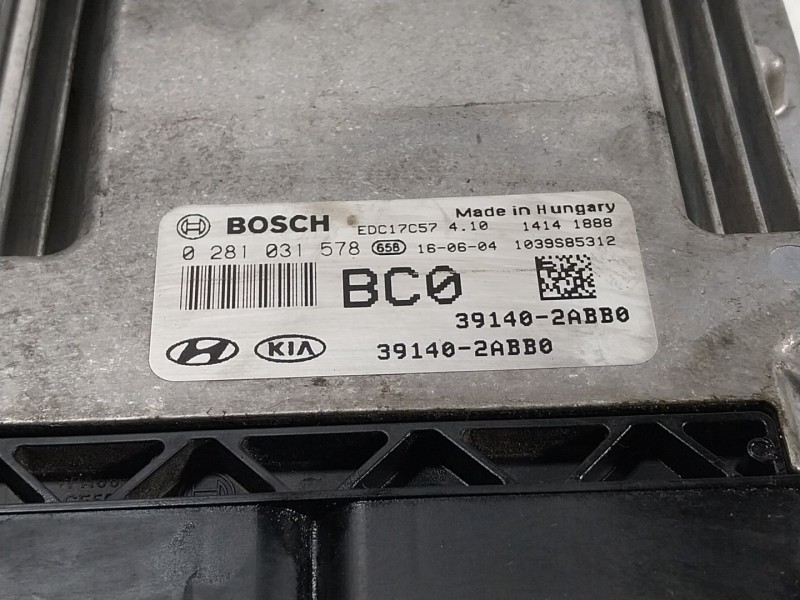 BOSCH EDC17C57 4.10 Made in Hungary 1414 1888
0 281 031 578 658 16-06-04 1039S85312
BC0
39140-2ABB0
KIA 39140-2ABB0